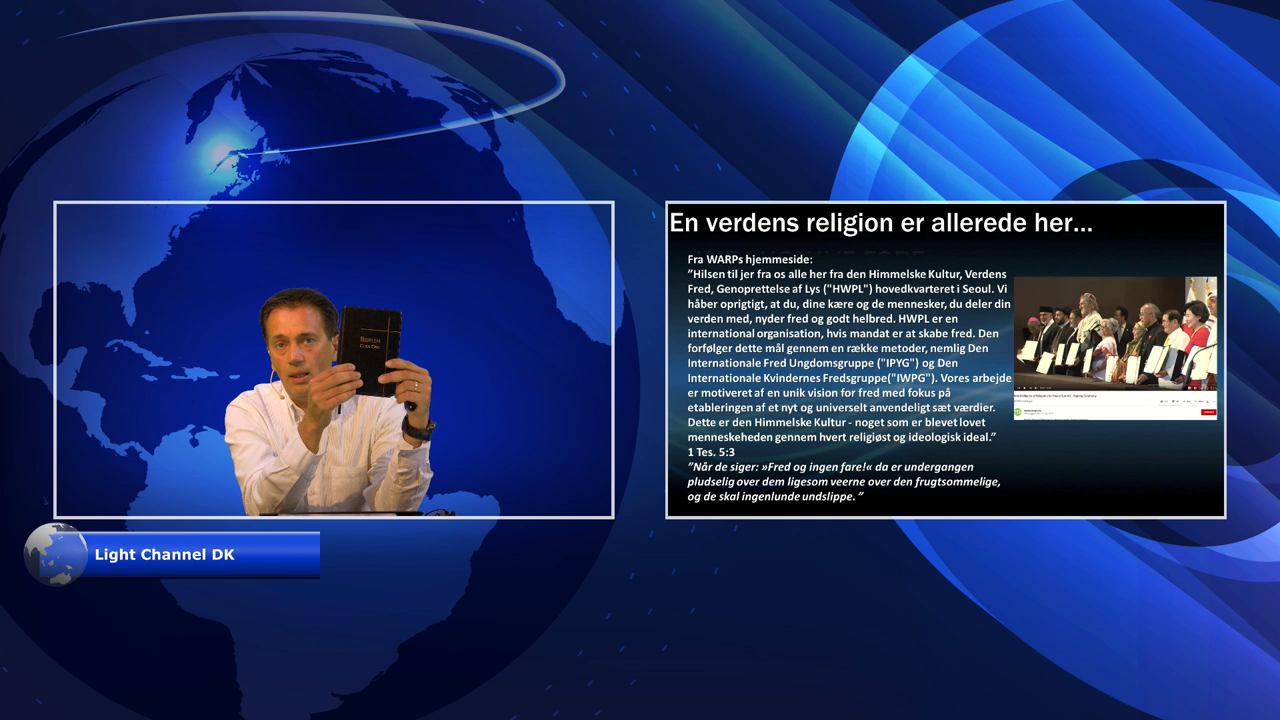 En verdens religion er allerede her...
Fra WARPs hjemmeside:
”Hilsen til jer fra os alle her fra den Himmelske Kultur, Verdens
Fred, Genoprettelse af Lys ("HWPL") hovedkvarteret i Seoul. Vi
håber oprigtigt, at du, dine kære og de mennesker, du deler din
verden med, nyder fred og godt helbred. HWPL er en
international organisation, hvis mandat er at skabe fred. Den
forfølger dette mål gennem en række metoder, nemlig Den
Internationale Fred Ungdomsgruppe ("IPYG") og Den
Internationale Kvindernes Fredsgruppe("IWPG"). Vores arbejde
er motiveret af en unik vision for fred med fokus på
etableringen af et nyt og universelt anvendeligt sæt værdier.
Dette er den Himmelske Kultur - noget som er blevet lovet
menneskeheden gennem hvert religiøst og ideologisk ideal.”
1 Tes. 5:3
”Når de siger: »Fred og ingen fare!« da er undergangen
pludselig over dem ligesom veerne over den frugtsommelige,
og de skal ingenlunde undslippe. ”
Light Channel DK